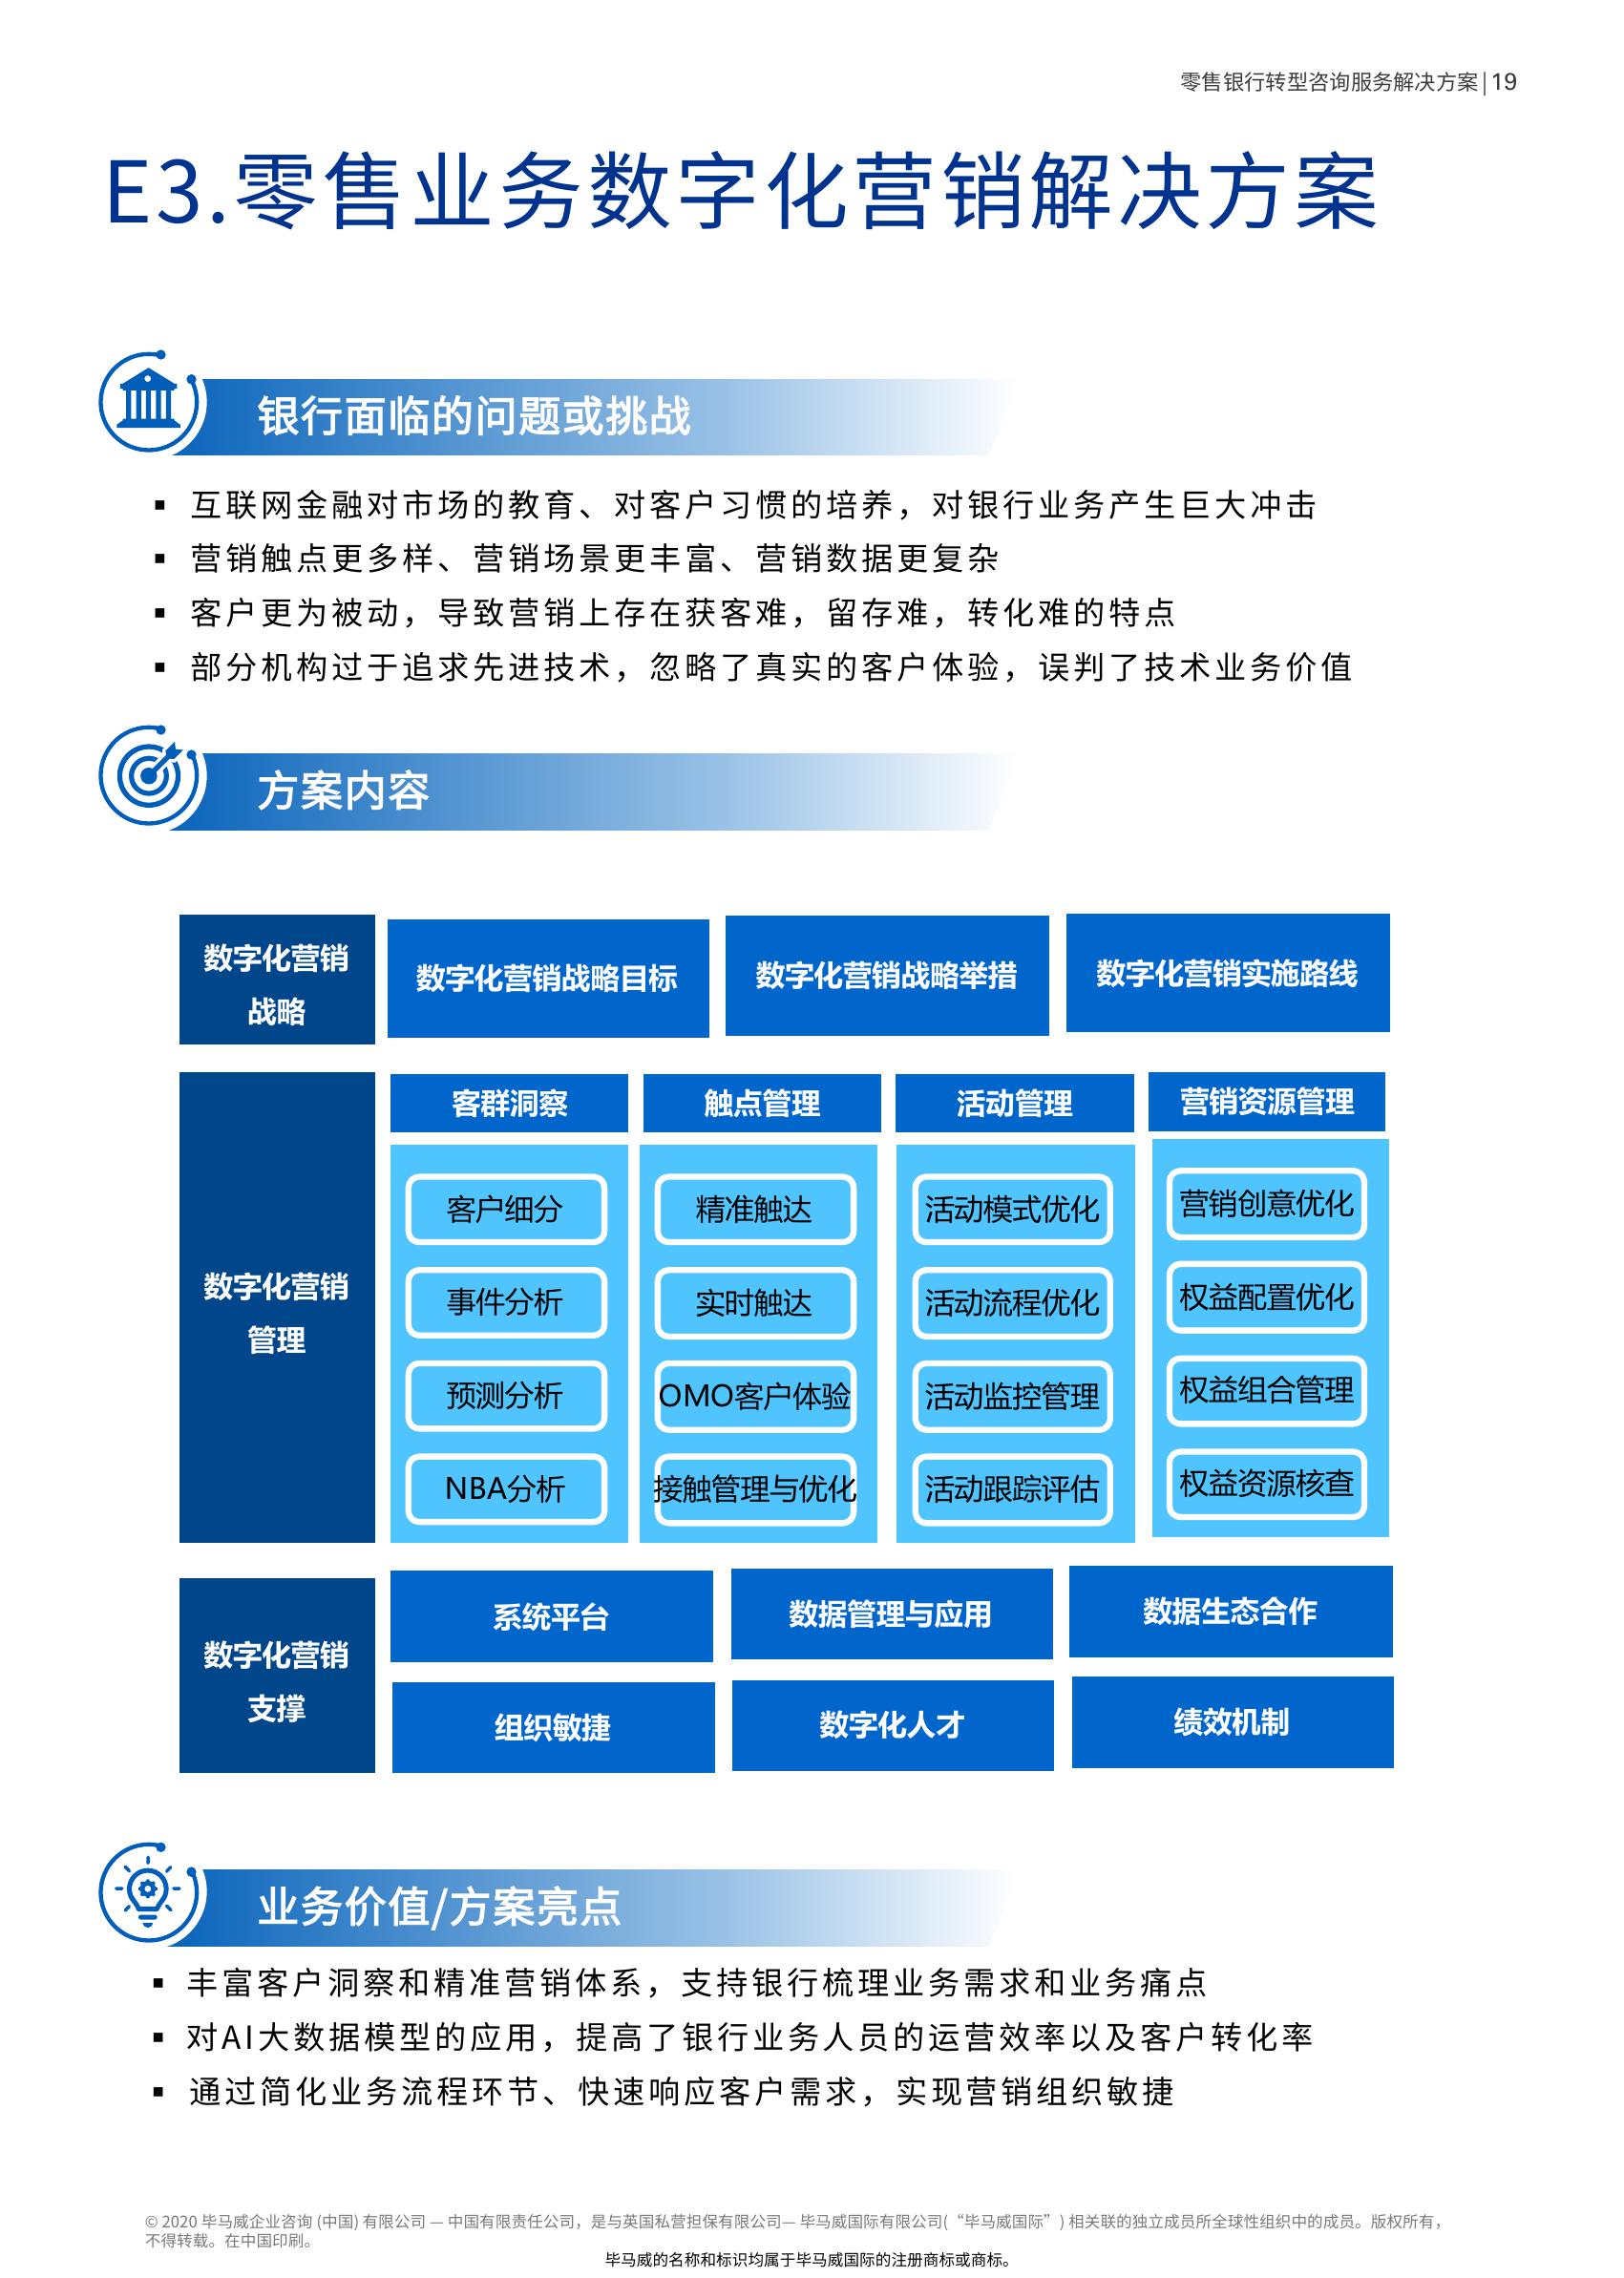 零售银行转型咨询服务解决方案|19
E3.零售业务数字化营销解决方案
银行面临的问题或挑战
▪ 互联网金融对市场的教育、对客户习惯的培养，对银行业务产生巨大冲击
▪ 营销触点更多样、营销场景更丰富、营销数据更复杂
▪ 客户更为被动，导致营销上存在获客难，留存难，转化难的特点
▪ 部分机构过于追求先进技术，忽略了真实的客户体验，误判了技术业务价值
方案内容
数字化营销
战略
数字化营销战略目标
数字化营销战略举措
数字化营销实施路线
数字化营销
管理
客群洞察
客户细分
事件分析
预测分析
NBA分析
触点管理
精准触达
实时触达
OMO客户体验
接触管理与优化
活动管理
活动模式优化
活动流程优化
活动监控管理
活动跟踪评估
营销资源管理
营销创意优化
权益配置优化
权益组合管理
权益资源核查
数字化营销
支撑
系统平台
数据管理与应用
数据生态合作
组织敏捷
数字化人才
绩效机制
业务价值/方案亮点
▪ 丰富客户洞察和精准营销体系，支持银行梳理业务需求和业务痛点
▪ 对AI大数据模型的应用，提高了银行业务人员的运营效率以及客户转化率
▪ 通过简化业务流程环节、快速响应客户需求，实现营销组织敏捷
© 2020 毕马威企业咨询 (中国) 有限公司 — 中国有限责任公司，是与英国私营担保有限公司— 毕马威国际有限公司(“毕马威国际”) 相关联的独立成员所全球性组织中的成员。版权所有，
不得转载。在中国印刷。
毕马威的名称和标识均属于毕马威国际的注册商标或商标。